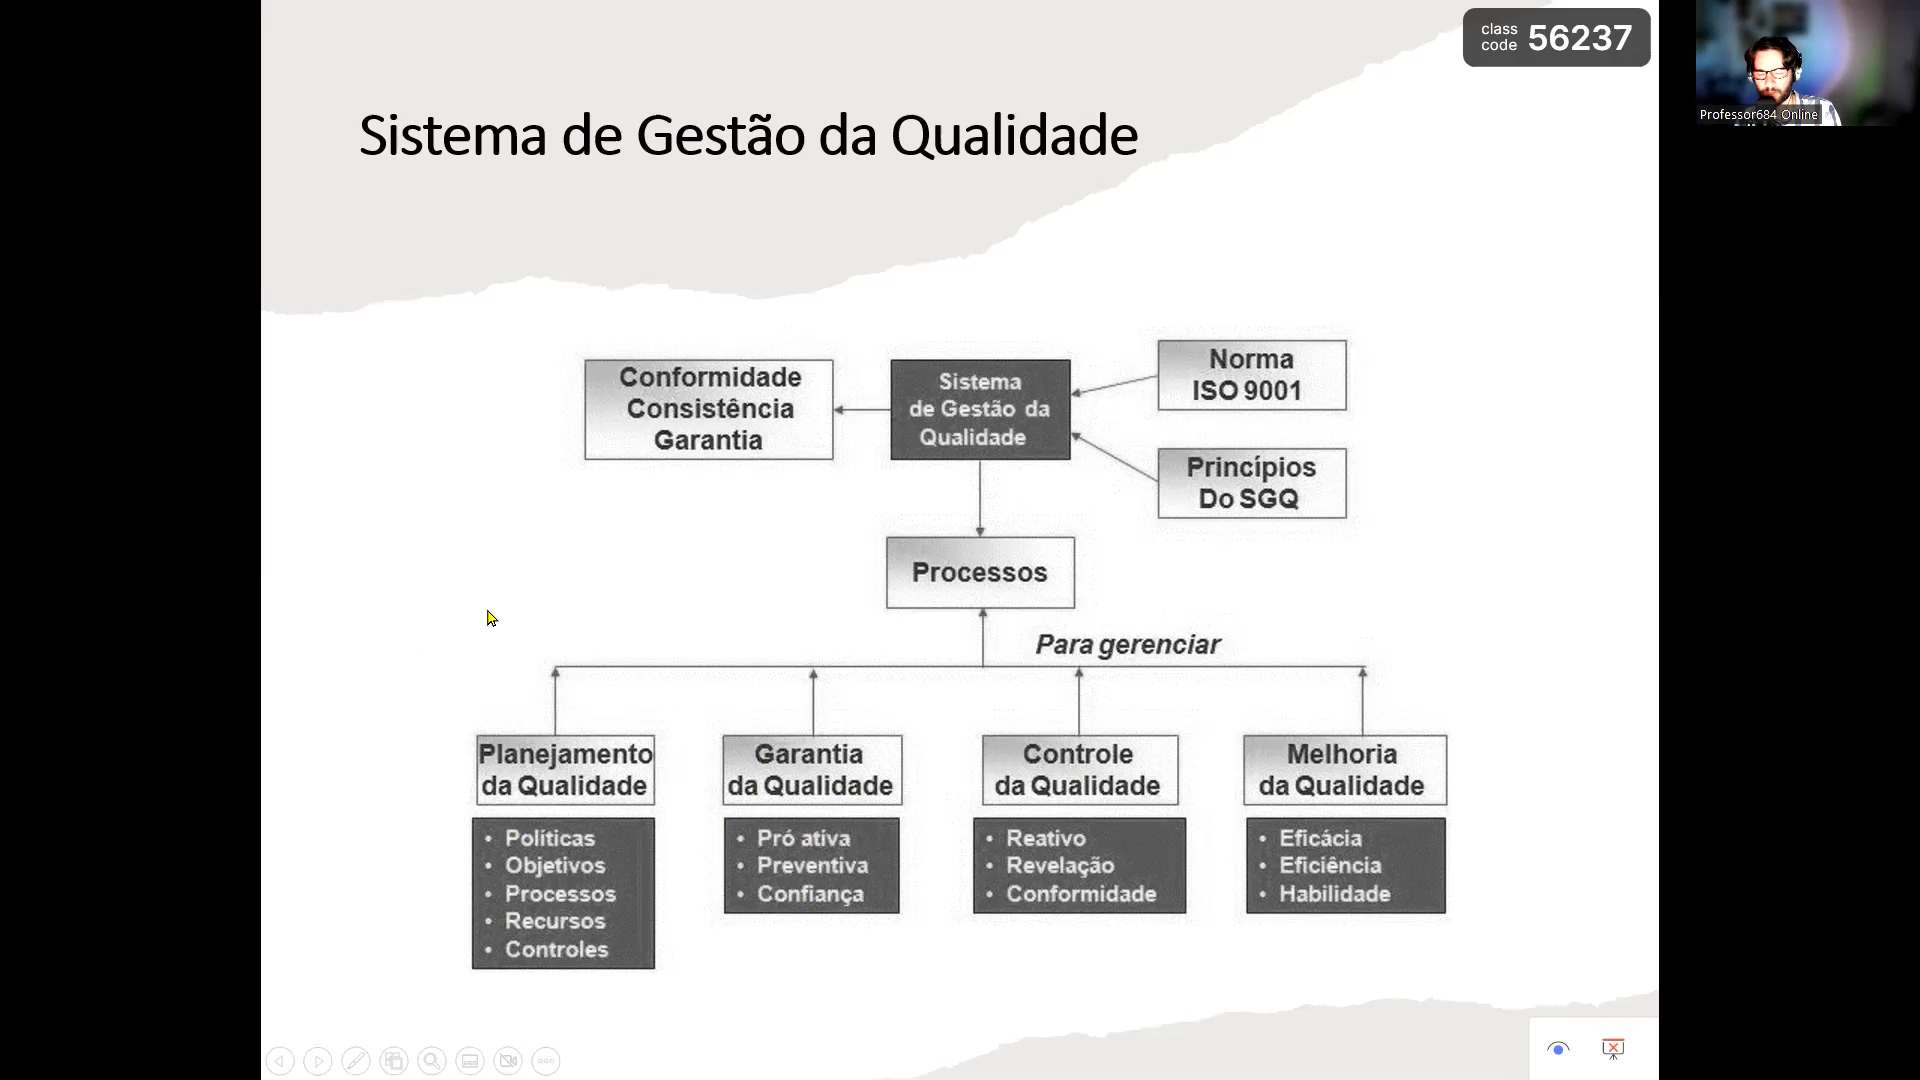 class
code 56237
Professor684 Online
Sistema de Gestão da Qualidade
Conformidade
Consistência
Garantia
Sistema
de Gestão da
Qualidade
Norma
ISO 9001
Princípios
Do SGQ
Processos
Para gerenciar
Planejamento
da Qualidade
• Políticas
• Objetivos
• Processos
• Recursos
• Controles
Garantia
da Qualidade
• Pró ativa
• Preventiva
• Confiança
Controle
da Qualidade
• Reativo
• Revelação
• Conformidade
Melhoria
da Qualidade
• Eficácia
• Eficiência
• Habilidade